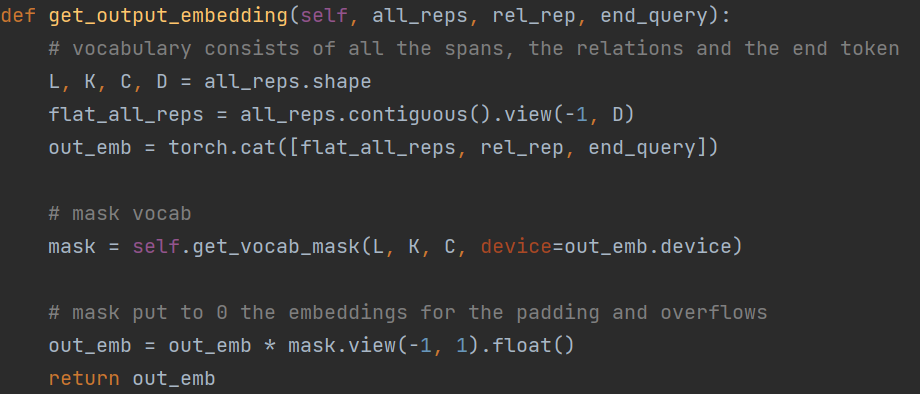 def get_output_embedding(self, all_reps, rel_rep, end_query):
    # vocabulary consists of all the spans, the relations and the end token
    L, K, C, D = all_reps.shape
    flat_all_reps = all_reps.contiguous().view(-1, D)
    out_emb = torch.cat([flat_all_reps, rel_rep, end_query])

    # mask vocab
    mask = self.get_vocab_mask(L, K, C, device=out_emb.device)

    # mask put to 0 the embeddings for the padding and overflows
    out_emb = out_emb * mask.view(-1, 1).float()
    return out_emb